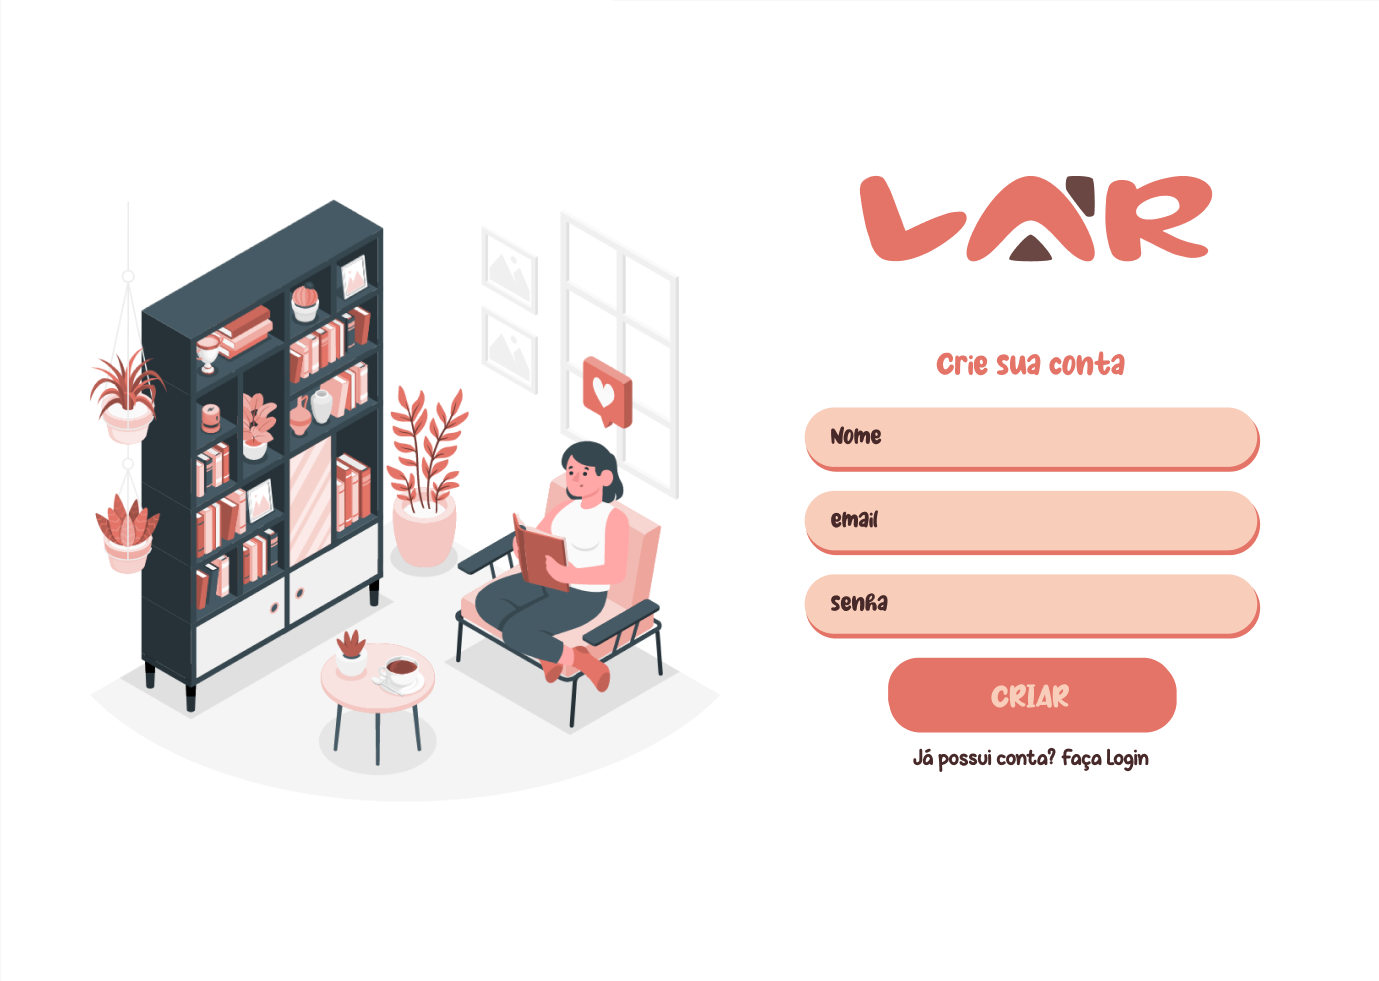 LAR
Crie sua conta
Nome
email
senha
CRIAR
Já possui conta? Faça Login